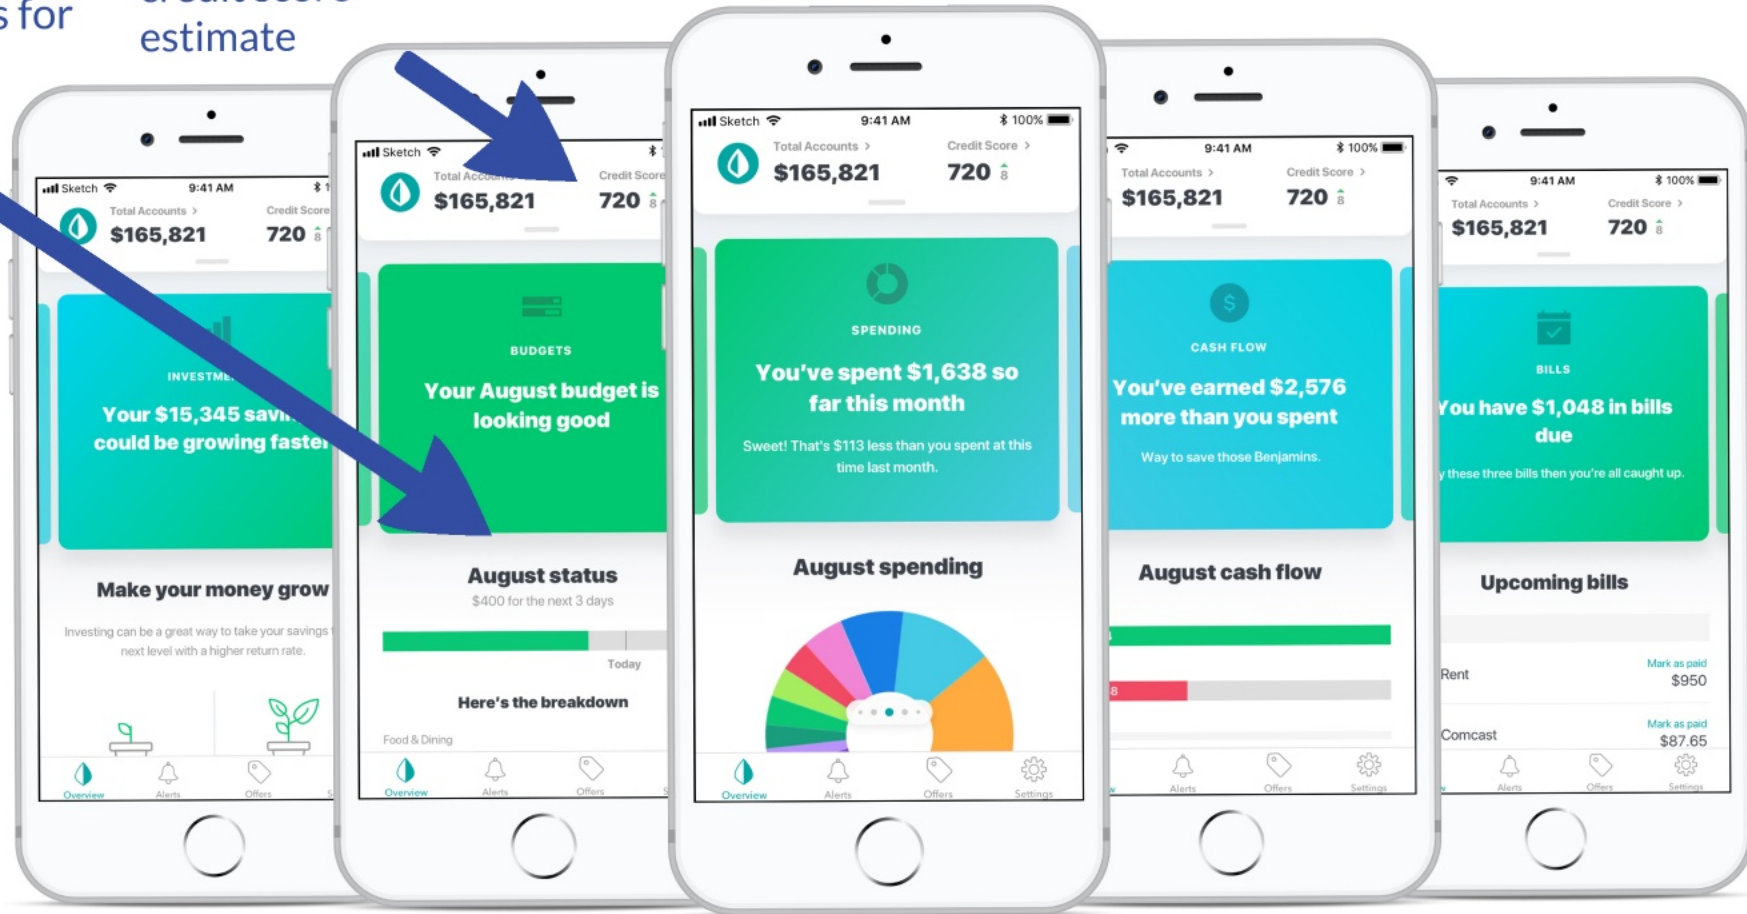 s for
estimate
Sketch
9:41 AM
Total Accounts >
Credit Score
$165,821
720 8
Your $15,345
could be growing faster
Make your money grow
Investing can be a great way to take your savings
next level with a higher return rate.
Overview
Alerts
Offers
Sketch
Total
Credit Score
$165,821
720 8
BUDGETS
Your August budget is
looking good
August status
$400 for the next 3 days
Today
Here's the breakdown
Food & Dining
Overview
Alerts
Offers
Sketch
9:41 AM
100%
Total Accounts >
Credit Score >
$165,821
720 8
SPENDING
You've spent $1,638 so
far this month
Sweet! That's $113 less than you spent at this
time last month.
August spending
Overview
Alerts
Offers
Settings
9:41 AM
100%
Total Accounts >
Credit Score >
$165,821
720 8
$
CASH FLOW
You've earned $2,576
more than you spent
Way to save those Benjamins.
August cash flow
8
Alerts
Offers
Settings
9:41 AM
100%
Total Accounts >
Credit Score >
$165,821
720 8
BILLS
You have $1,048 in bills
due
these three bills then you're all caught up.
Upcoming bills
Mark as paid
Rent
$950
Mark as paid
Comcast
$87.65
Alerts
Offers
Settings